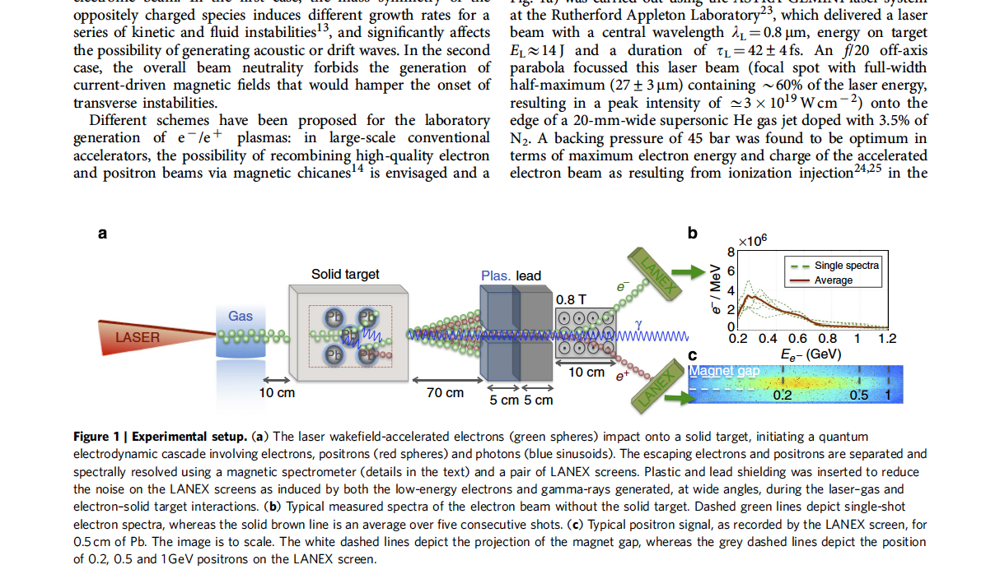 oppositely charged species induces different growth rates for a
series of kinetic and fluid instabilities13, and significantly affects
the possibility of generating acoustic or drift waves. In the second
case, the overall beam neutrality forbids the generation of
current-driven magnetic fields that would hamper the onset of
transverse instabilities.
Different schemes have been proposed for the laboratory
generation of e−/e+ plasmas: in large-scale conventional
accelerators, the possibility of recombining high-quality electron
and positron beams via magnetic chicanes14 is envisaged and a
at the Rutherford Appleton Laboratory23, which delivered a laser
beam with a central wavelength λL = 0.8 μm, energy on target
EL ≈ 14 J and a duration of τL = 42 ± 4 fs. An f/20 off-axis
parabola focussed this laser beam (focal spot with full-width
half-maximum (27 ± 3 μm) containing ~60% of the laser energy,
resulting in a peak intensity of ≃3 × 10^19 W cm−2) onto the
edge of a 20-mm-wide supersonic He gas jet doped with 3.5% of
N2. A backing pressure of 45 bar was found to be optimum in
terms of maximum electron energy and charge of the accelerated
electron beam as resulting from ionization injection24,25 in the
a
LASER
Gas
10 cm
Solid target
Pb Pb
Pb
Pb Pb
70 cm
Plas. lead
5 cm 5 cm
0.8 T
10 cm
e−
γ
e+
LANEX
LANEX
b
×10^6
8
6
4
2
0
e−/ MeV
Single spectra
Average
0.2 0.4 0.6 0.8 1 1.2
Ee− (GeV)
c
Magnet gap
0.2 0.5 1
Figure 1 | Experimental setup. (a) The laser wakefield-accelerated electrons (green spheres) impact onto a solid target, initiating a quantum
electrodynamic cascade involving electrons, positrons (red spheres) and photons (blue sinusoids). The escaping electrons and positrons are separated and
spectrally resolved using a magnetic spectrometer (details in the text) and a pair of LANEX screens. Plastic and lead shielding was inserted to reduce
the noise on the LANEX screens as induced by both the low-energy electrons and gamma-rays generated, at wide angles, during the laser–gas and
electron–solid target interactions. (b) Typical measured spectra of the electron beam without the solid target. Dashed green lines depict single-shot
electron spectra, whereas the solid brown line is an average over five consecutive shots. (c) Typical positron signal, as recorded by the LANEX screen, for
0.5 cm of Pb. The image is to scale. The white dashed lines depict the projection of the magnet gap, whereas the grey dashed lines depict the position
of 0.2, 0.5 and 1 GeV positrons on the LANEX screen.